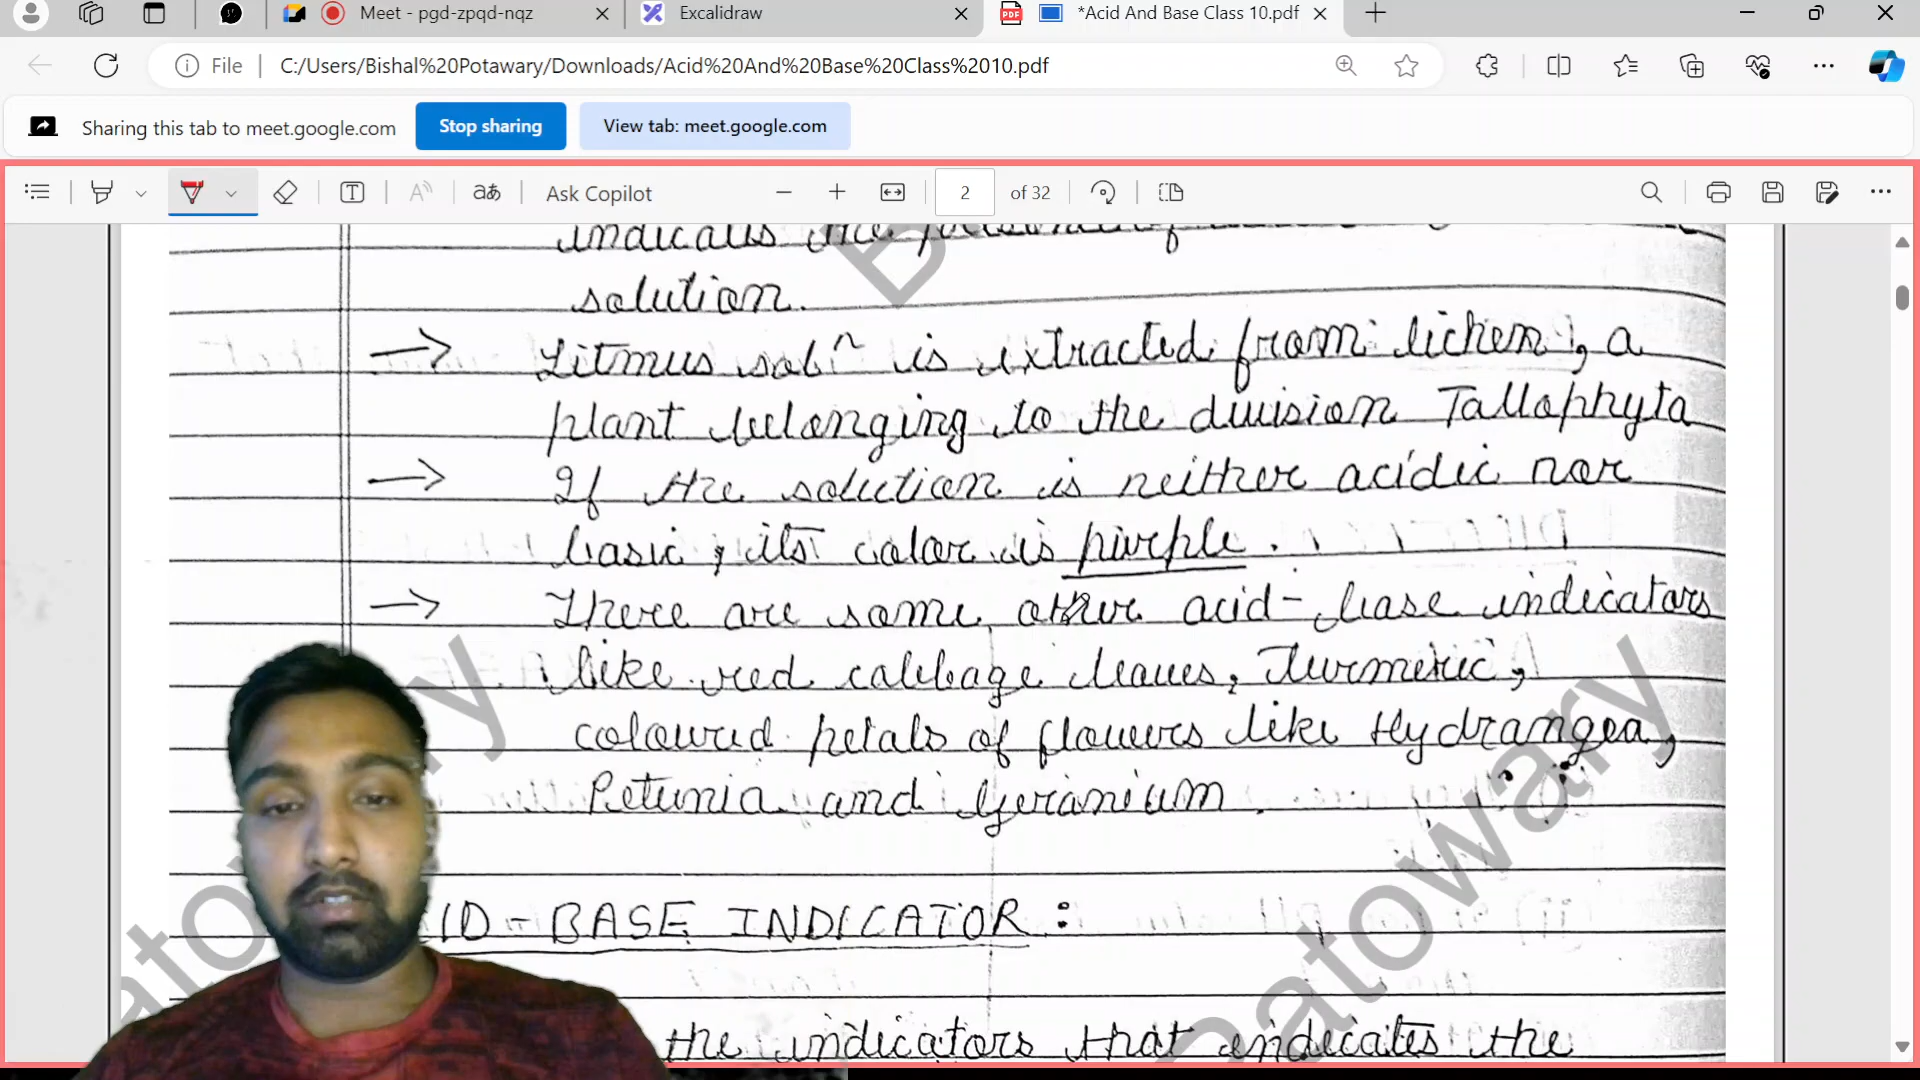 Meet - pgd-zpqd-nqz
Excalidraw
*Acid And Base Class 10.pdf
File
C:/Users/Bishal%20Potawary/Downloads/Acid%20And%20Base%20Class%2010.pdf
Sharing this tab to meet.google.com
Stop sharing
View tab: meet.google.com
aあ
Ask Copilot
2 of 32
indicates the
solution.
→ Litmus solⁿ is extracted from lichen, a
plant belonging to the division Tallophyta
→ If the solution is neither acidic nor
basic, its color is purple.
→ There are some other acid-base indicators
like red cabbage leaves, Turmeric,
coloured petals of flowers like Hydrangea,
Petunia and Geranium.
ID-BASE INDICATOR:
the indicators that indicates the